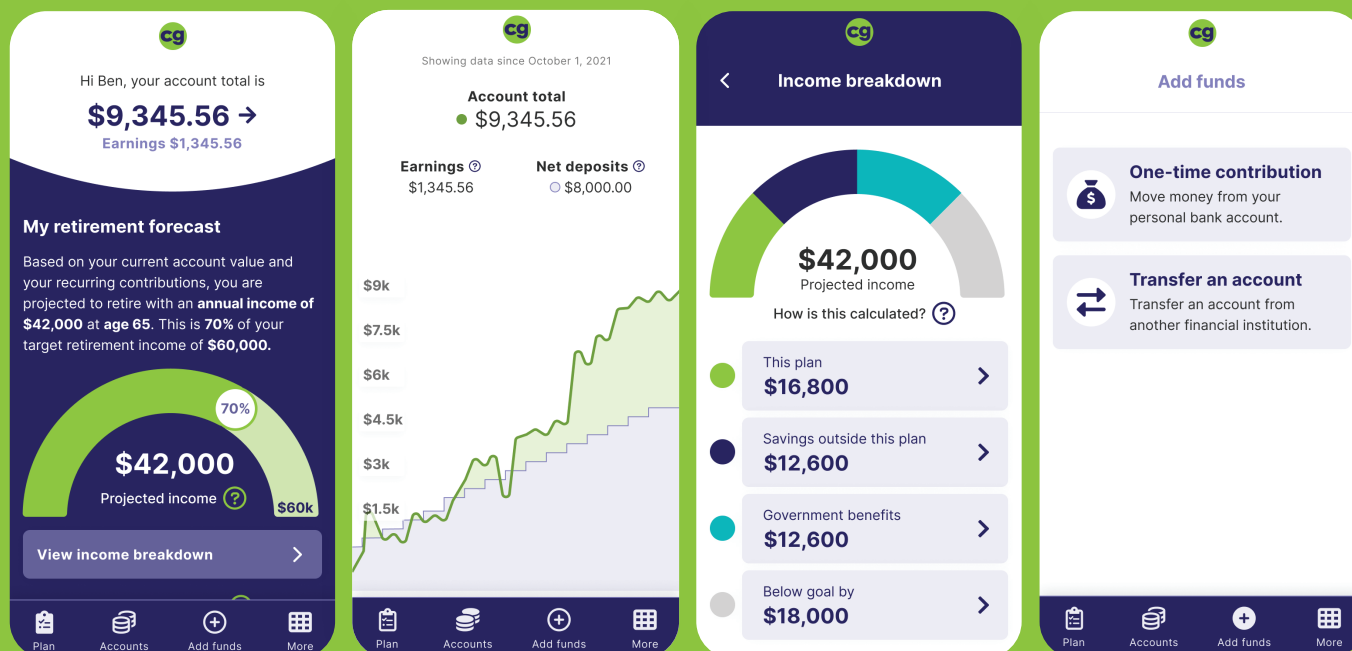 cg
Hi Ben, your account total is
$9,345.56 →
Earnings $1,345.56
My retirement forecast
Based on your current account value and
your recurring contributions, you are
projected to retire with an annual income of
$42,000 at age 65. This is 70% of your
target retirement income of $60,000.
70%
$42,000
Projected income ?
$60k
View income breakdown
Plan
Accounts
Add funds
More
cg
Showing data since October 1, 2021
Account total
$9,345.56
Earnings ?
$1,345.56
Net deposits ?
$8,000.00
$9k
$7.5k
$6k
$4.5k
$3k
$1.5k
Plan
Accounts
Add funds
More
cg
Income breakdown
$42,000
Projected income
How is this calculated? ?
This plan
$16,800
Savings outside this plan
$12,600
Government benefits
$12,600
Below goal by
$18,000
cg
Add funds
$
One-time contribution
Move money from your
personal bank account.
Transfer an account
Transfer an account from
another financial institution.
Plan
Accounts
Add funds
More